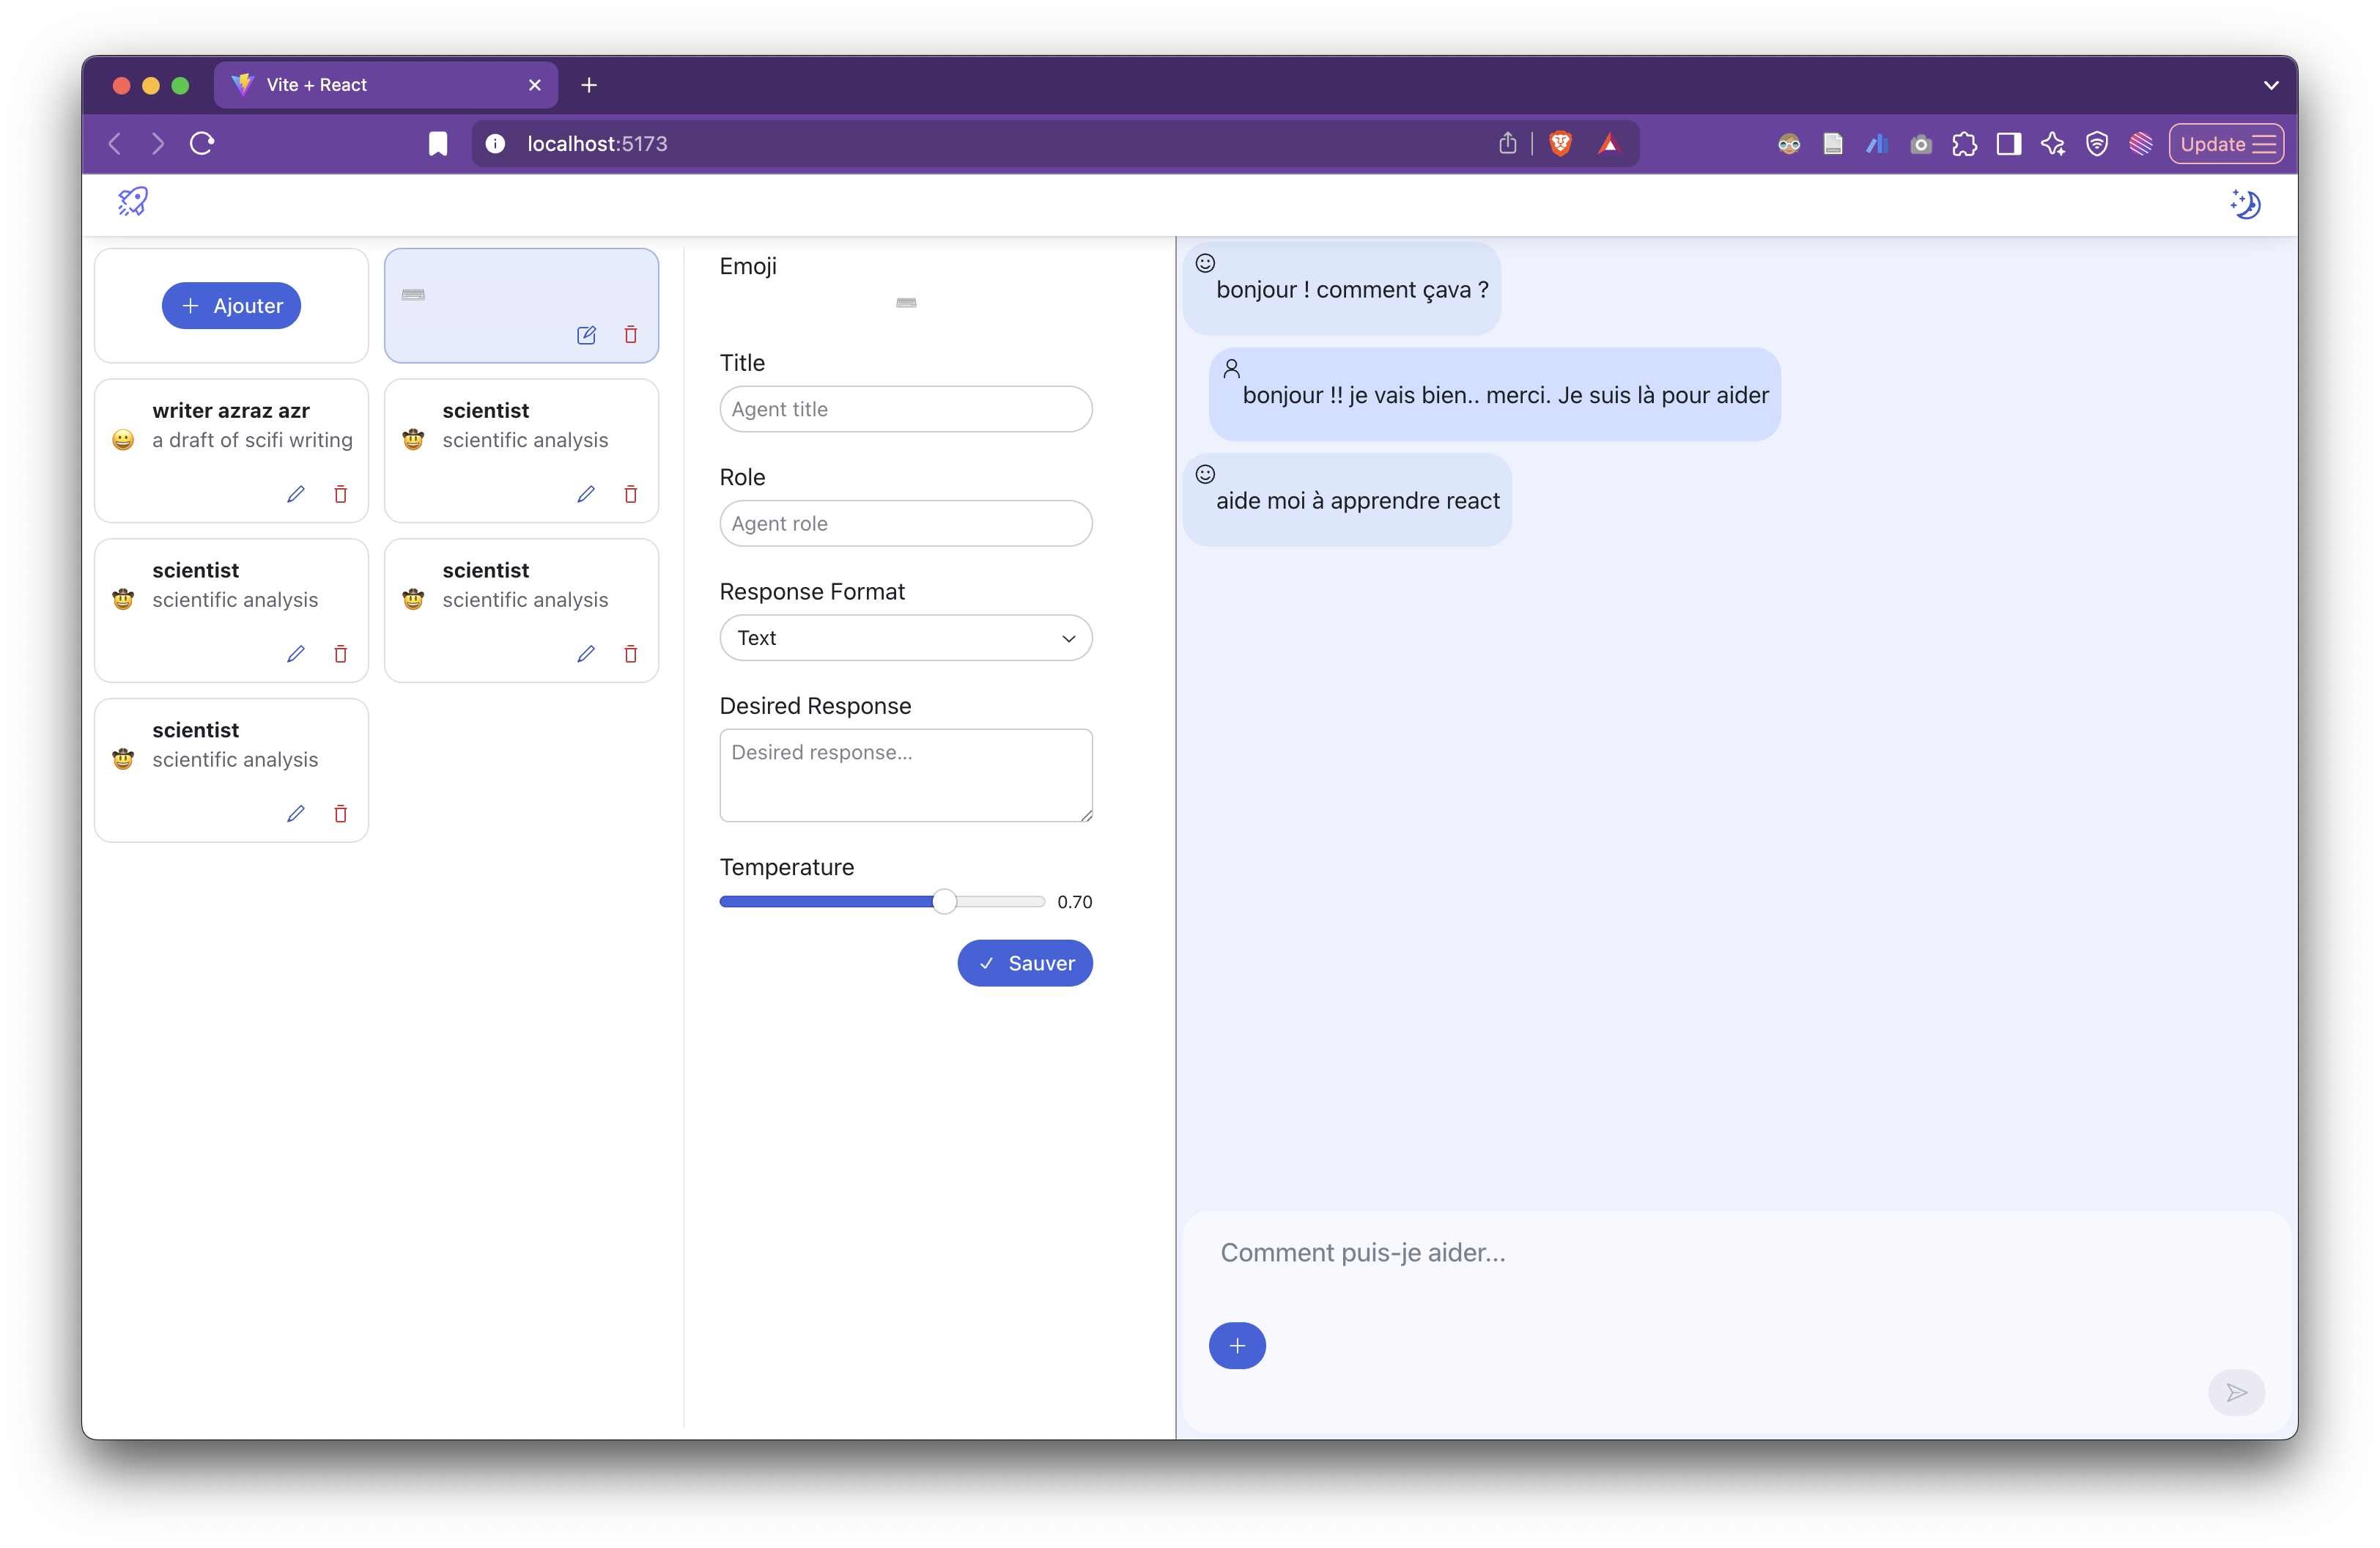 Vite + React
localhost:5173
Update
Ajouter
writer azraz azr
a draft of scifi writing
scientist
scientific analysis
scientist
scientific analysis
scientist
scientific analysis
scientist
scientific analysis
Emoji
Title
Agent title
Role
Agent role
Response Format
Text
Desired Response
Desired response...
Temperature
0.70
Sauver
bonjour ! comment çava ?
bonjour !! je vais bien.. merci. Je suis là pour aider
aide moi à apprendre react
Comment puis-je aider...